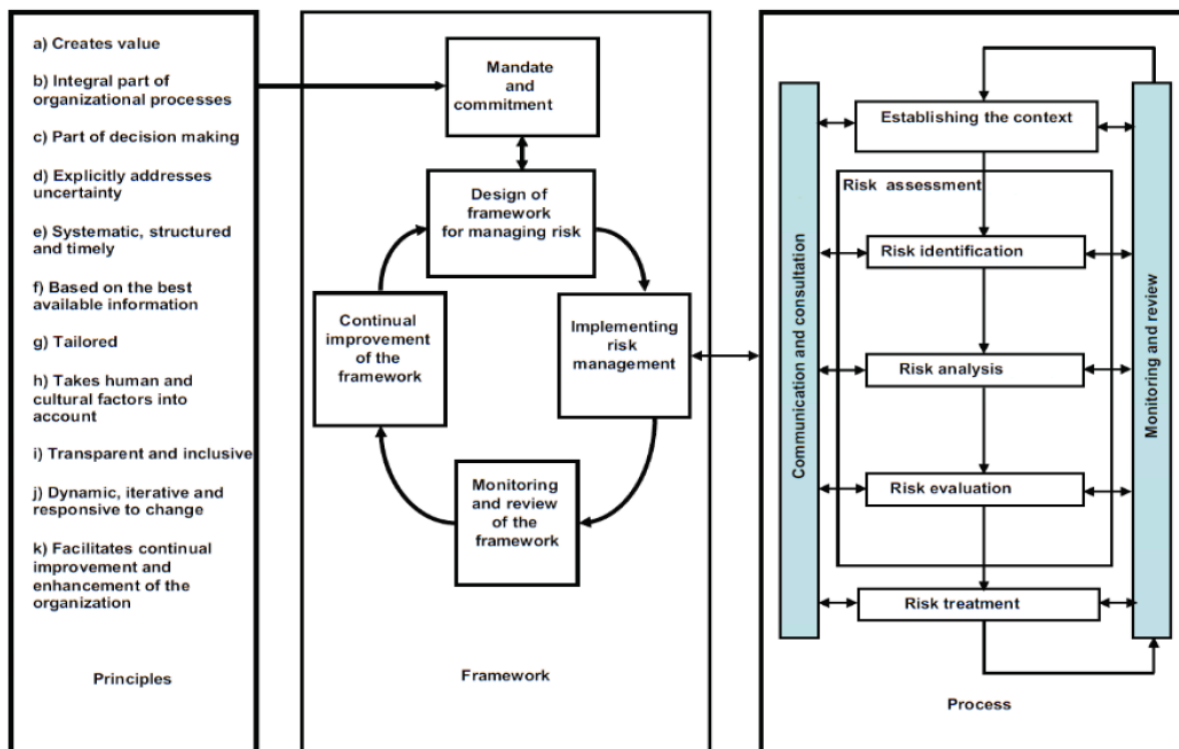 a) Creates value
b) Integral part of
organizational processes
c) Part of decision making
d) Explicitly addresses
uncertainty
e) Systematic, structured
and timely
f) Based on the best
available information
g) Tailored
h) Takes human and
cultural factors into
account
i) Transparent and inclusive
j) Dynamic, iterative and
responsive to change
k) Facilitates continual
improvement and
enhancement of the
organization
Principles
Mandate
and
commitment
Design of
framework
for managing risk
Continual
improvement
of the
framework
Implementing
risk
management
Monitoring
and review
of the
framework
Framework
Communication and consultation
Establishing the context
Risk assessment
Risk identification
Risk analysis
Risk evaluation
Risk treatment
Monitoring and review
Process